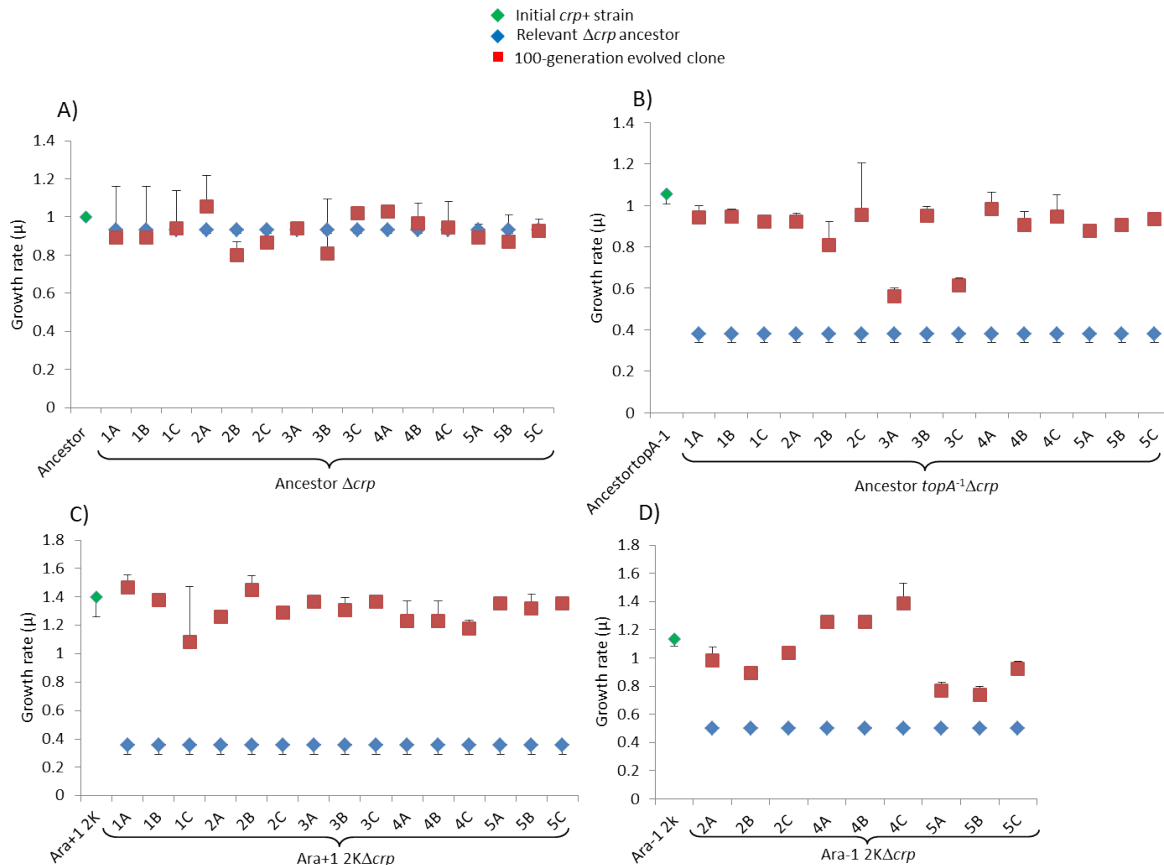 Initial crp+ strain
Relevant Δcrp ancestor
100-generation evolved clone
A)
Growth rate (μ)
1.4
1.2
1
0.8
0.6
0.4
0.2
0
Ancestor 1A 1B 1C 2A 2B 2C 3A 3B 3C 4A 4B 4C 5A 5B 5C
Ancestor Δcrp
B)
Growth rate (μ)
1.4
1.2
1
0.8
0.6
0.4
0.2
0
AncestortopA-1 1A 1B 1C 2A 2B 2C 3A 3B 3C 4A 4B 4C 5A 5B 5C
Ancestor topA⁻¹Δcrp
C)
Growth rate (μ)
1.8
1.6
1.4
1.2
1
0.8
0.6
0.4
0.2
0
Ara+1 2K 1A 1B 1C 2A 2B 2C 3A 3B 3C 4A 4B 4C 5A 5B 5C
Ara+1 2KΔcrp
D)
Growth rate (μ)
1.8
1.6
1.4
1.2
1
0.8
0.6
0.4
0.2
0
Ara-1 2k 2A 2B 2C 4A 4B 4C 5A 5B 5C
Ara-1 2KΔcrp